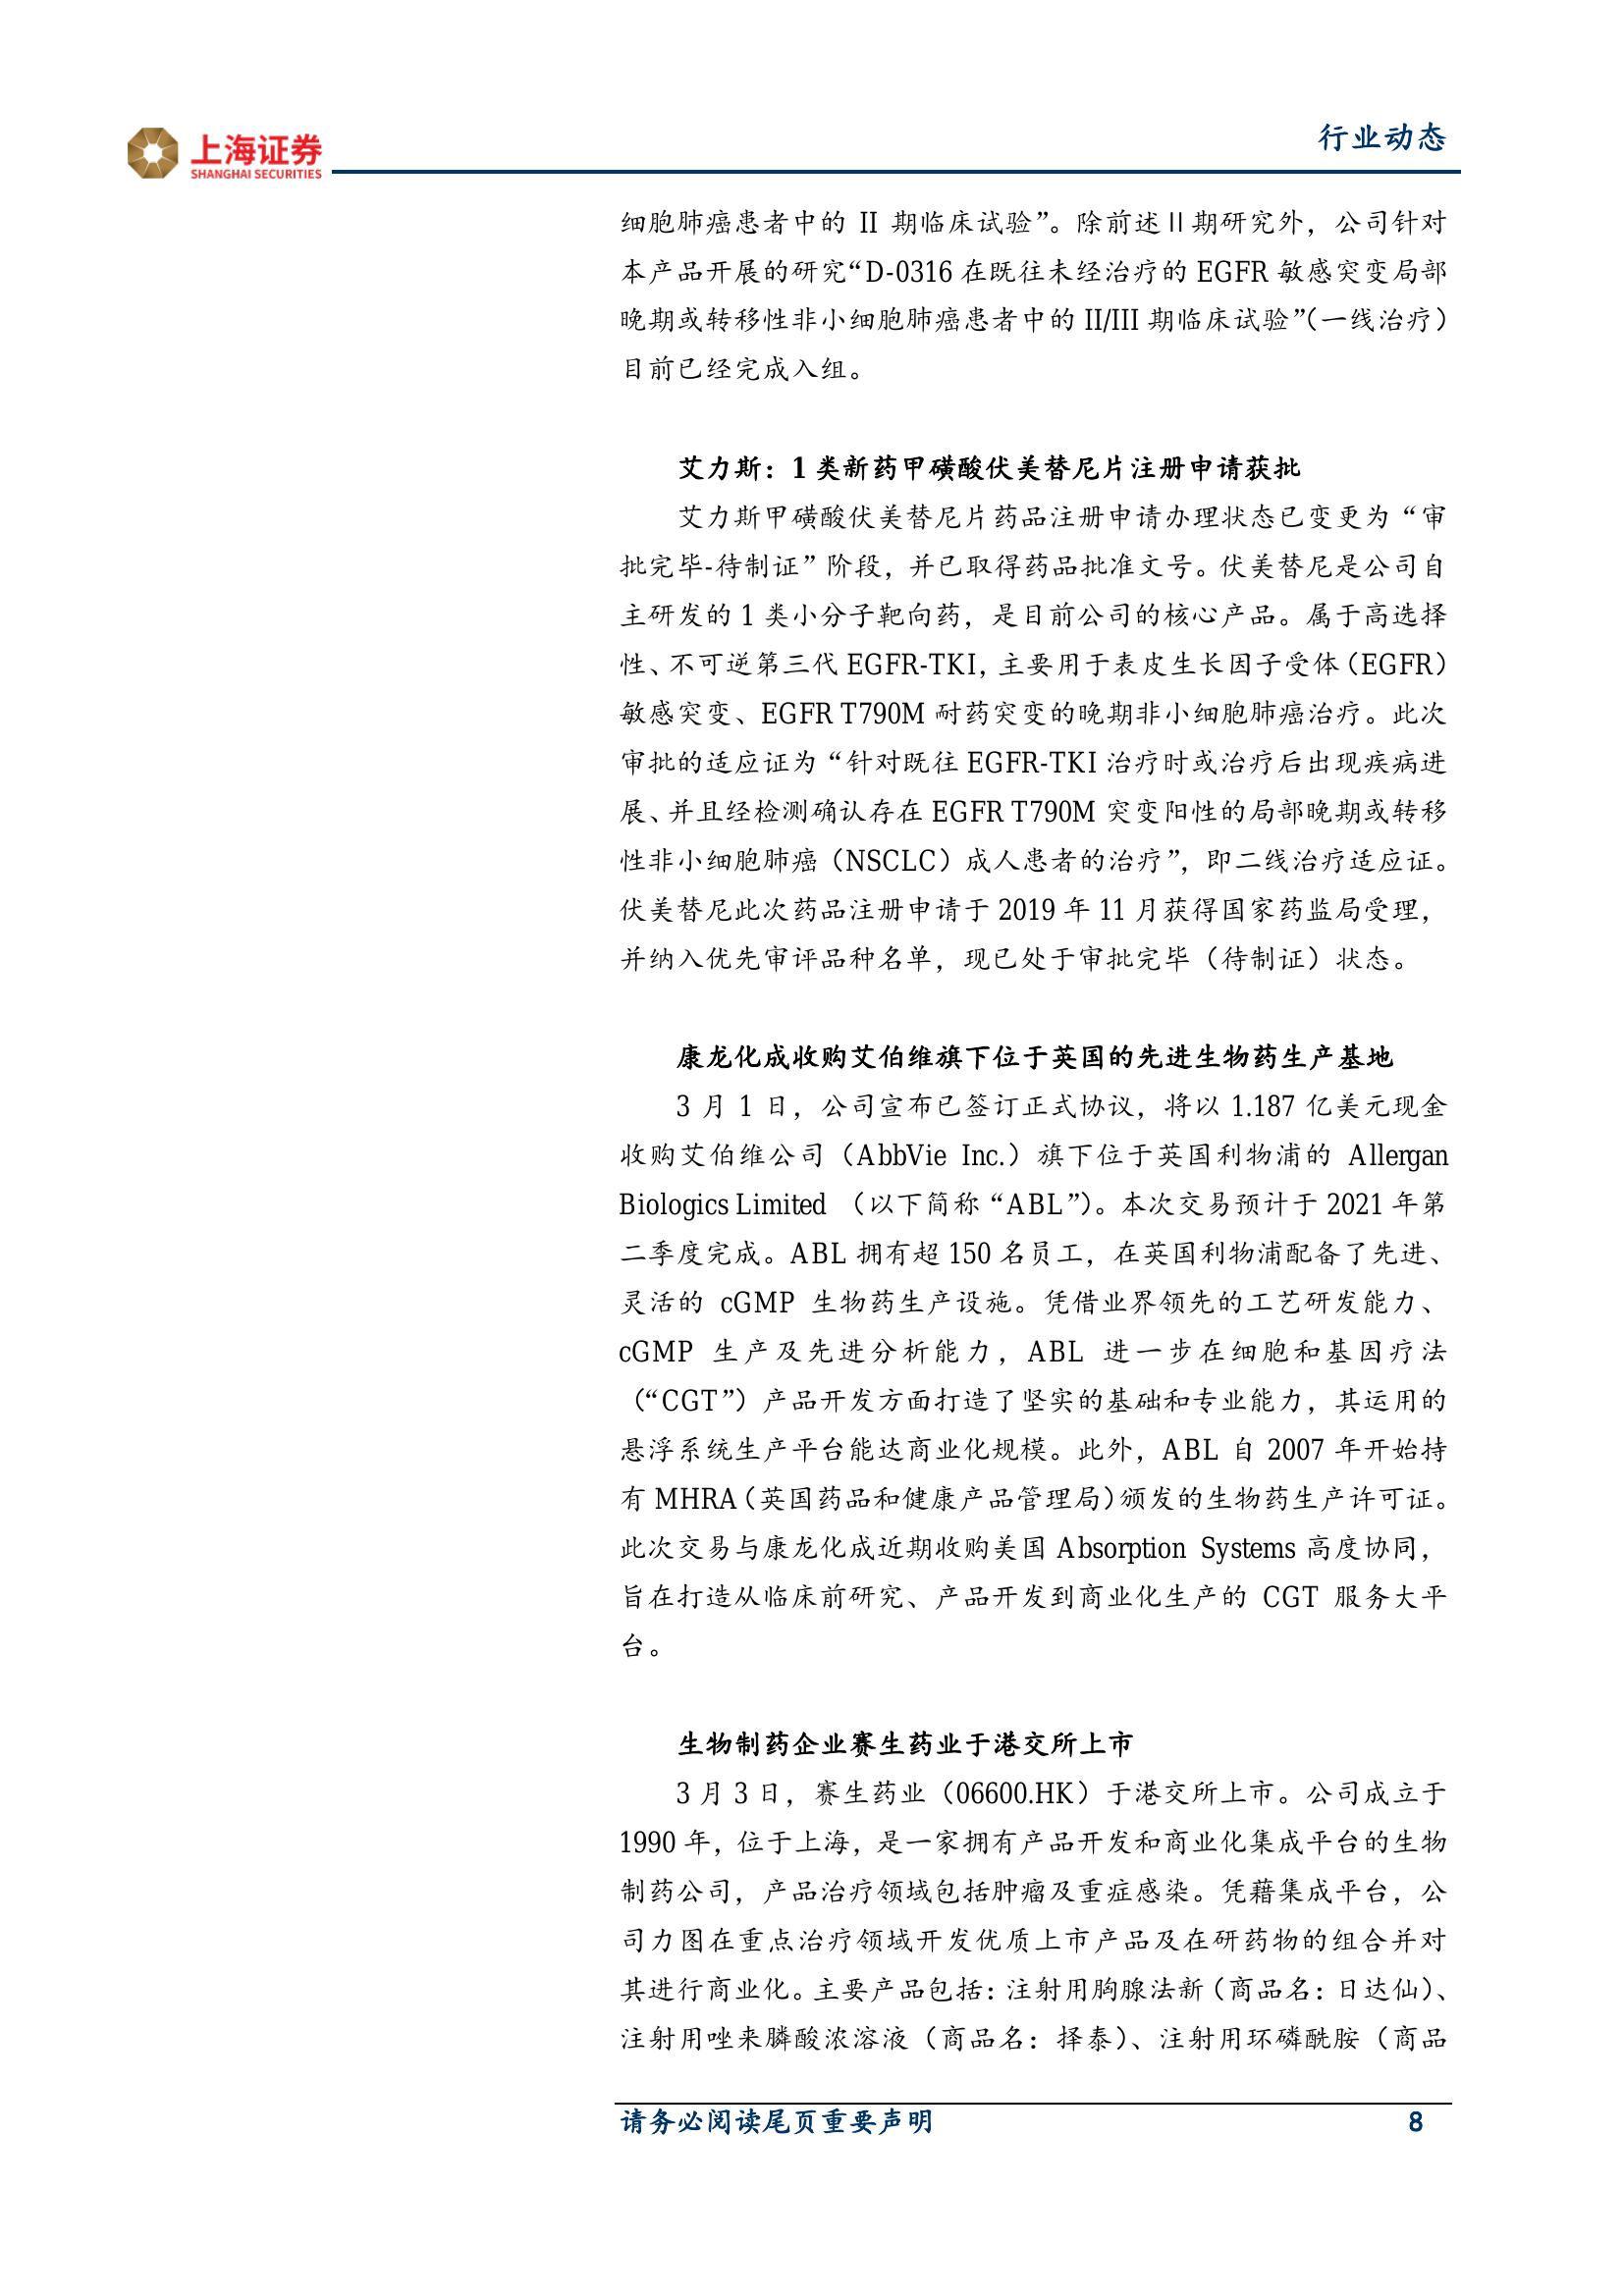 上海证券
SHANGHAI SECURITIES
行业动态
细胞肺癌患者中的 II 期临床试验”。除前述Ⅱ期研究外，公司针对
本产品开展的研究“D-0316 在既往未经治疗的 EGFR 敏感突变局部
晚期或转移性非小细胞肺癌患者中的 II/III 期临床试验”（一线治疗）
目前已经完成入组。
艾力斯：1 类新药甲磺酸伏美替尼片注册申请获批
艾力斯甲磺酸伏美替尼片药品注册申请办理状态已变更为“审
批完毕-待制证”阶段，并已取得药品批准文号。伏美替尼是公司自
主研发的 1 类小分子靶向药，是目前公司的核心产品。属于高选择
性、不可逆第三代 EGFR-TKI，主要用于表皮生长因子受体（EGFR）
敏感突变、EGFR T790M 耐药突变的晚期非小细胞肺癌治疗。此次
审批的适应证为“针对既往 EGFR-TKI 治疗时或治疗后出现疾病进
展、并且经检测确认存在 EGFR T790M 突变阳性的局部晚期或转移
性非小细胞肺癌（NSCLC）成人患者的治疗”，即二线治疗适应证。
伏美替尼此次药品注册申请于 2019 年 11 月获得国家药监局受理，
并纳入优先审评品种名单，现已处于审批完毕（待制证）状态。
康龙化成收购艾伯维旗下位于英国的先进生物药生产基地
3 月 1 日，公司宣布已签订正式协议，将以 1.187 亿美元现金
收购艾伯维公司（AbbVie Inc.）旗下位于英国利物浦的 Allergan
Biologics Limited （以下简称“ABL”）。本次交易预计于 2021 年第
二季度完成。ABL 拥有超 150 名员工，在英国利物浦配备了先进、
灵活的 cGMP 生物药生产设施。凭借业界领先的工艺研发能力、
cGMP 生产及先进分析能力，ABL 进一步在细胞和基因疗法
（“CGT”）产品开发方面打造了坚实的基础和专业能力，其运用的
悬浮系统生产平台能达商业化规模。此外，ABL 自 2007 年开始持
有 MHRA（英国药品和健康产品管理局）颁发的生物药生产许可证。
此次交易与康龙化成近期收购美国 Absorption Systems 高度协同，
旨在打造从临床前研究、产品开发到商业化生产的 CGT 服务大平
台。
生物制药企业赛生药业于港交所上市
3 月 3 日，赛生药业（06600.HK）于港交所上市。公司成立于
1990 年，位于上海，是一家拥有产品开发和商业化集成平台的生物
制药公司，产品治疗领域包括肿瘤及重症感染。凭藉集成平台，公
司力图在重点治疗领域开发优质上市产品及在研药物的组合并对
其进行商业化。主要产品包括：注射用胸腺法新（商品名：日达仙）、
注射用唑来膦酸浓溶液（商品名：择泰）、注射用环磷酰胺（商品
请务必阅读尾页重要声明
8